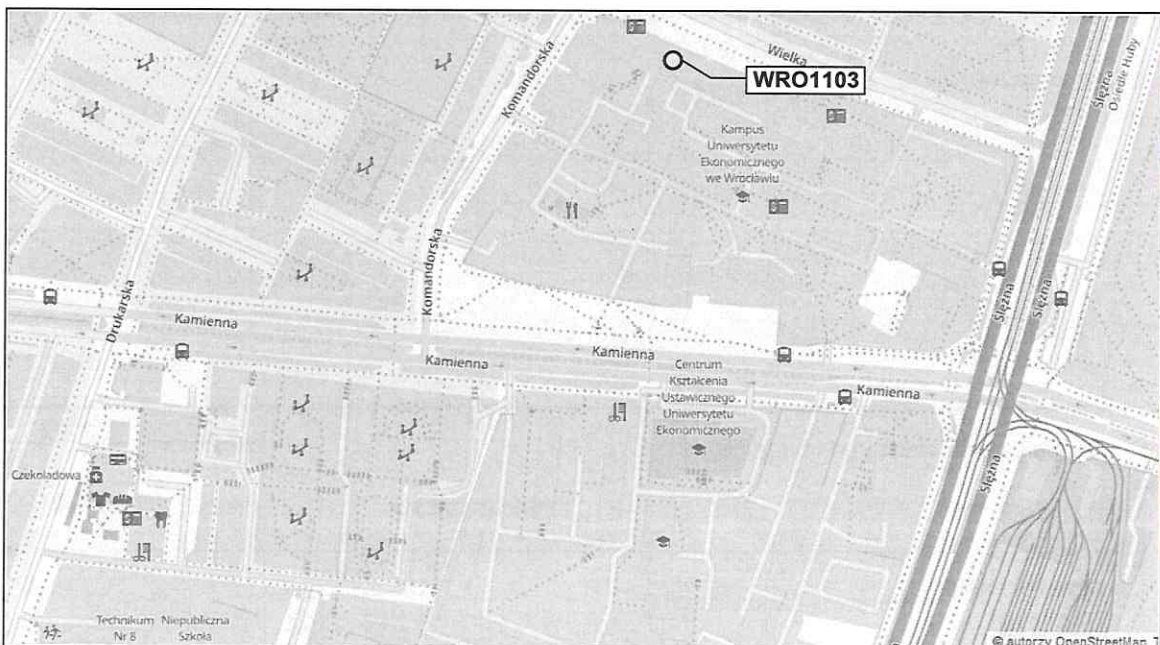 Wielka
WRO1103
Komandorska
Ślężna
Osiedle Huby
Kampus
Uniwersytetu
Ekonomicznego
we Wrocławiu
Komandorska
Drukarska
Ślężna
Ślężna
Kamienna
Kamienna
Kamienna
Kamienna
Centrum
Kształcenia
Ustawicznego
Uniwersytetu
Ekonomicznego
Czekoladowa
Ślężna
Technikum
Nr 8
Niepubliczna
Szkoła
© autorzy OpenStreetMap,